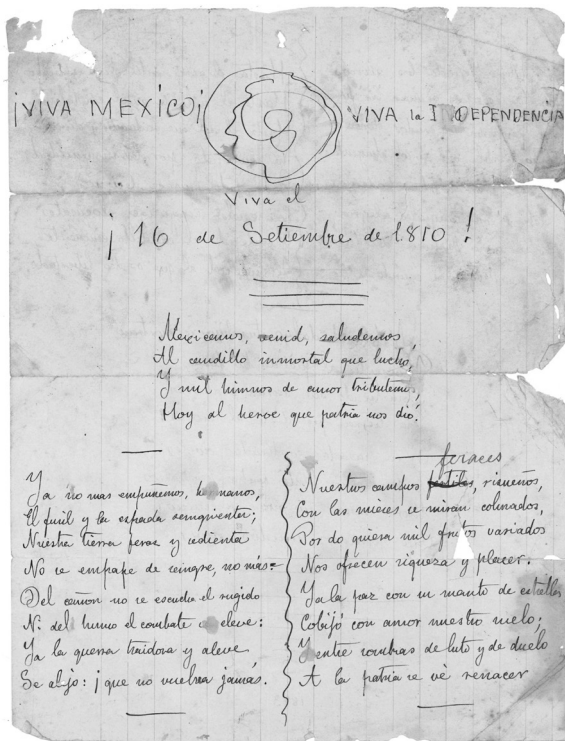 ¡VIVA MEXICO¡
VIVA la I DEPENDENCIA
Viva el
¡ 16 de Setiembre de 1810 !
Mexicanos, venid, saludemos
Al caudillo inmortal que luchó,
Y mil himnos de amor tributemos,
Hoy al heroe que patria nos dió.
Ya no mas empuñemos, hermanos,
El fusil y la espada sangrienta;
Nuestra tierra feraz y sedienta
No se empape de sangre, no más.
Del cañon no se escuche el rugido
Ni del humo el combate se eleve:
Ya la guerra traidora y aleve
Se alejo: ¡que no vuelva jamás.
feraces
Nuestros campos fertiles, risueños,
Con las mieses se miran colmados,
Por do quiera mil frutos variados
Nos ofrecen riqueza y placer.
Ya la paz con su manto de estrellas
Cobijó con amor nuestro suelo;
Y entre sombras de luto y de duelo
A la patria se vé renacer